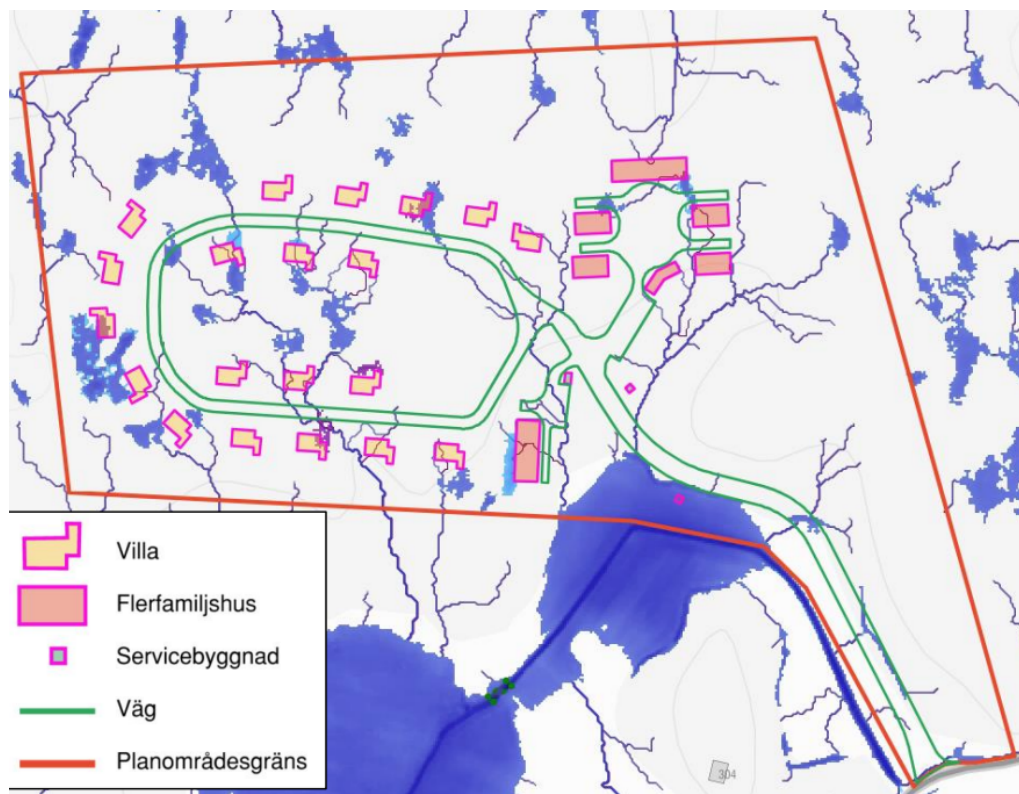 Villa
Flerfamiljshus
Servicebyggnad
Väg
Planområdesgräns
304